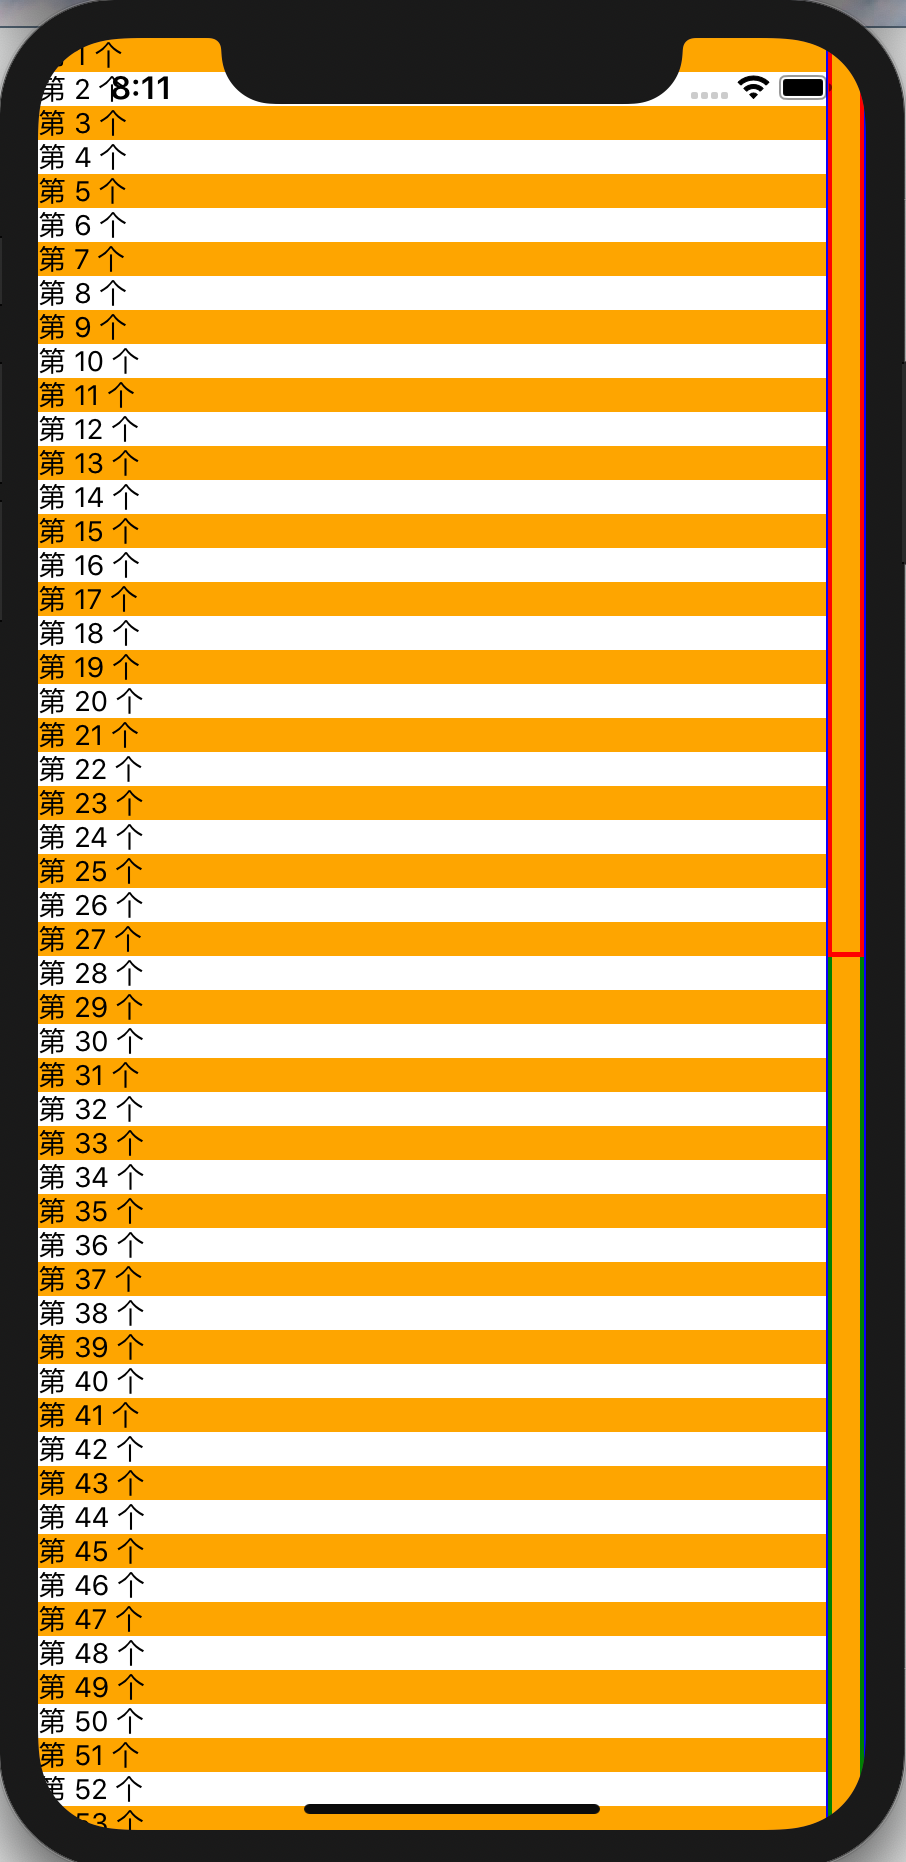 1 个
第 2 个
8:11
第 3 个
第 4 个
第 5 个
第 6 个
第 7 个
第 8 个
第 9 个
第 10 个
第 11 个
第 12 个
第 13 个
第 14 个
第 15 个
第 16 个
第 17 个
第 18 个
第 19 个
第 20 个
第 21 个
第 22 个
第 23 个
第 24 个
第 25 个
第 26 个
第 27 个
第 28 个
第 29 个
第 30 个
第 31 个
第 32 个
第 33 个
第 34 个
第 35 个
第 36 个
第 37 个
第 38 个
第 39 个
第 40 个
第 41 个
第 42 个
第 43 个
第 44 个
第 45 个
第 46 个
第 47 个
第 48 个
第 49 个
第 50 个
第 51 个
第 52 个
53 个